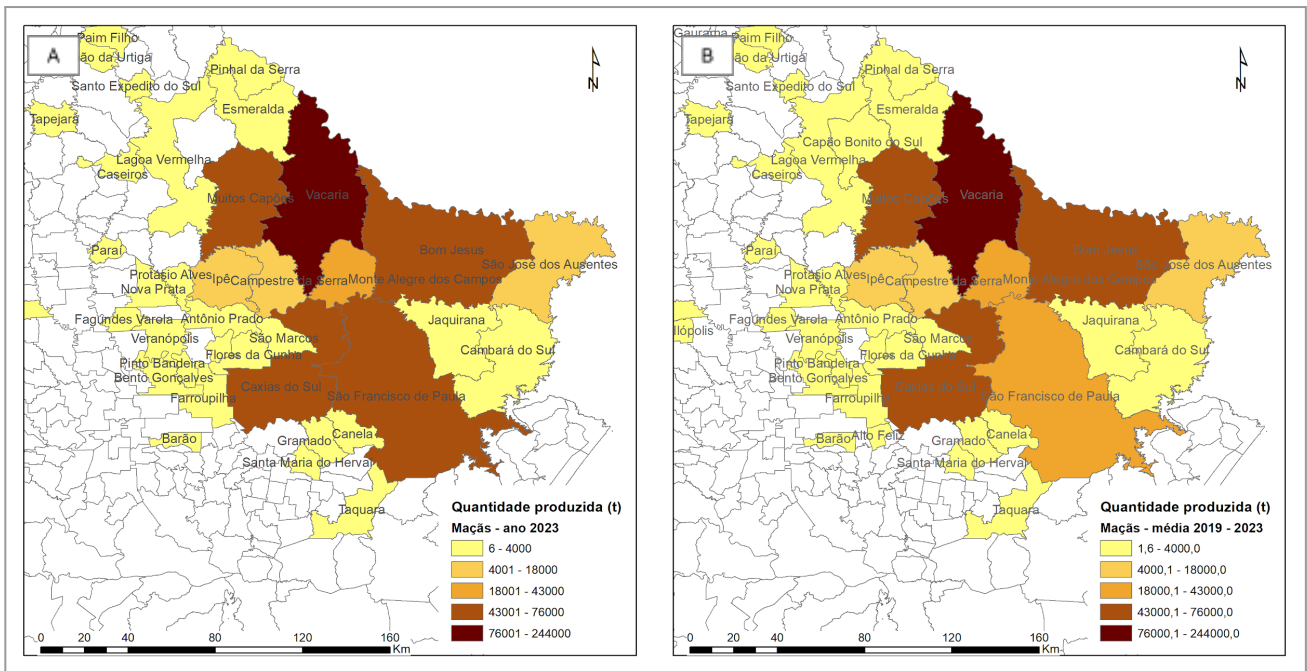 A
Paim Filho
ão da Urtiga
Santo Expedito do Sul
Pinhal da Serra
N
Tapejara
Esmeralda
Lagoa Vermelha
Caseiros
Muitos Capões
Vacaria
Paraí
Bom Jesus
São José dos Ausentes
Protásio Alves
Ipê
Campestre da Serra
Monte Alegre dos Campos
Nova Prata
Fagundes Varela
Antônio Prado
Jaquirana
Veranópolis
São Marcos
Flores da Cunha
Cambará do Sul
Pinto Bandeira
Bento Gonçalves
Caxias do Sul
Farroupilha
São Francisco de Paula
Barão
Gramado
Canela
Santa Maria do Herval
Taquara
Quantidade produzida (t)
Maçãs - ano 2023
6 - 4000
4001 - 18000
18001 - 43000
43001 - 76000
76001 - 244000
0 20 40 80 120 160
Km
B
Gaurama
Paim Filho
ão da Urtiga
Santo Expedito do Sul
Pinhal da Serra
N
Tapejara
Esmeralda
Capão Bonito do Sul
Lagoa Vermelha
Caseiros
Muitos Capões
Vacaria
Paraí
Bom Jesus
São José dos Ausentes
Protásio Alves
Ipê
Campestre da Serra
Monte Alegre dos Campos
Nova Prata
Fagundes Varela
Antônio Prado
Jaquirana
ilópolis
Veranópolis
São Marcos
Flores da Cunha
Cambará do Sul
Pinto Bandeira
Bento Gonçalves
Caxias do Sul
Farroupilha
São Francisco de Paula
Barão
Alto Feliz
Gramado
Canela
Santa Maria do Herval
Taquara
Quantidade produzida (t)
Maçãs - média 2019 - 2023
1,6 - 4000,0
4000,1 - 18000,0
18000,1 - 43000,0
43000,1 - 76000,0
76000,1 - 244000,0
0 20 40 80 120 160
Km